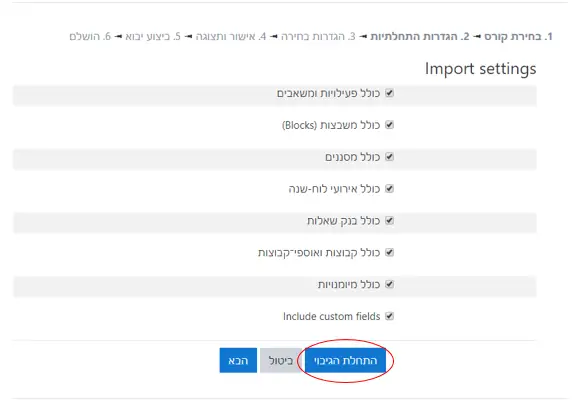 1. בחירת קורס ◄ 2. הגדרות התחלתיות ◄ 3. הגדרות בחירה ◄ 4. אישור ותצוגה ◄ 5. ביצוע יבוא ◄ 6. הושלם
Import settings
כולל פעילויות ומשאבים
כולל משבצות (Blocks)
כולל מסננים
כולל אירועי לוח-שנה
כולל בנק שאלות
כולל קבוצות ואוספי־קבוצות
כולל מיומנויות
Include custom fields
התחלת הגיבוי ביטול הבא